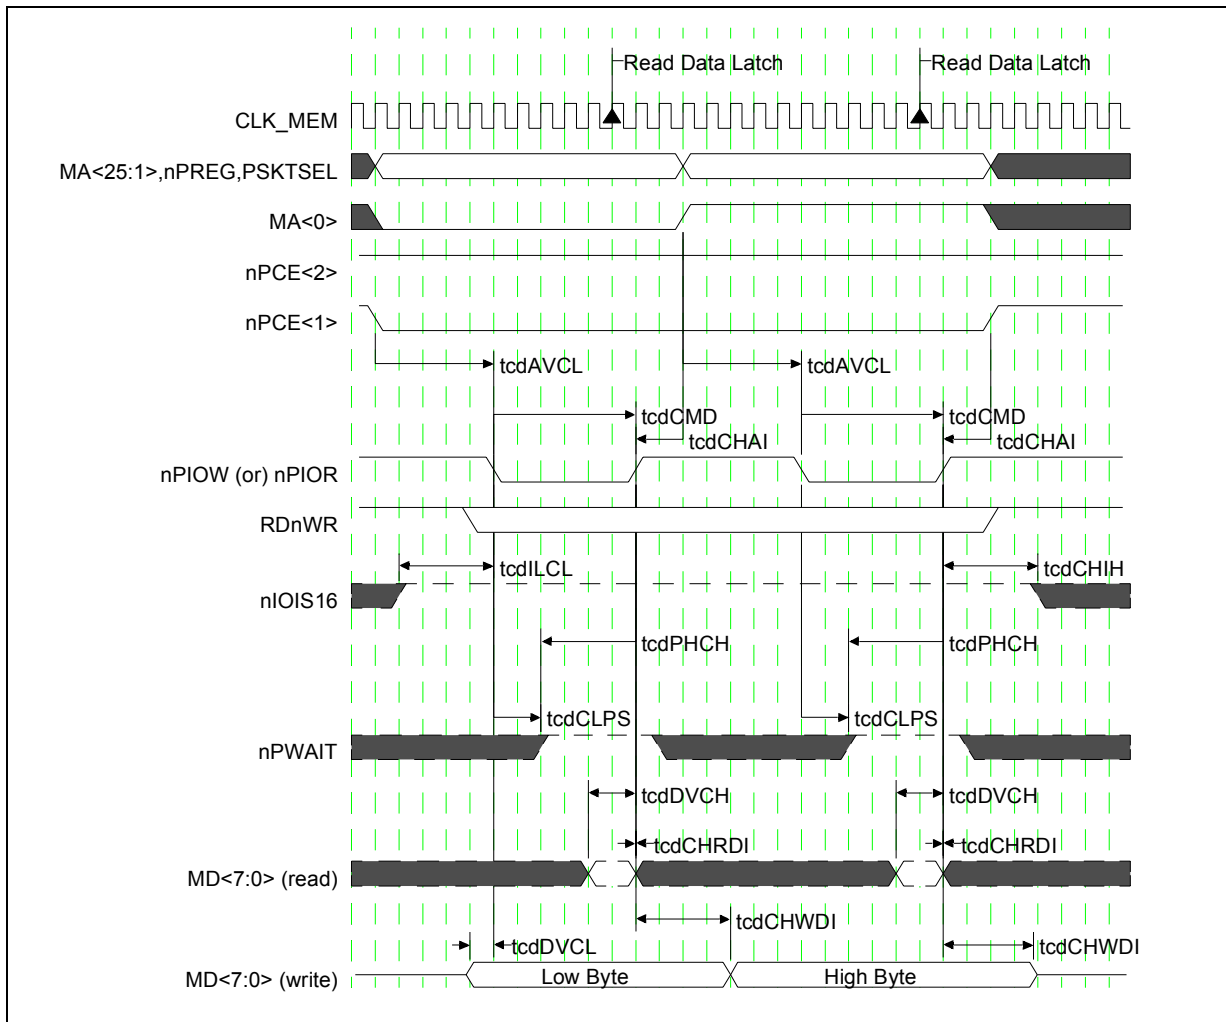 Read Data Latch Read Data Latch
CLK_MEM
MA<25:1>,nPREG,PSKTSEL
MA<0>
nPCE<2>
nPCE<1>
tcdAVCL tcdAVCL
tcdCMD tcdCMD
tcdCHAI tcdCHAI
nPIOW (or) nPIOR
RDnWR
tcdILCL tcdCHIH
nIOIS16
tcdPHCH tcdPHCH
tcdCLPS tcdCLPS
nPWAIT
tcdDVCH tcdDVCH
tcdCHRDI tcdCHRDI
MD<7:0> (read)
tcdCHWDI
tcdDVCL tcdCHWDI
MD<7:0> (write) Low Byte High Byte